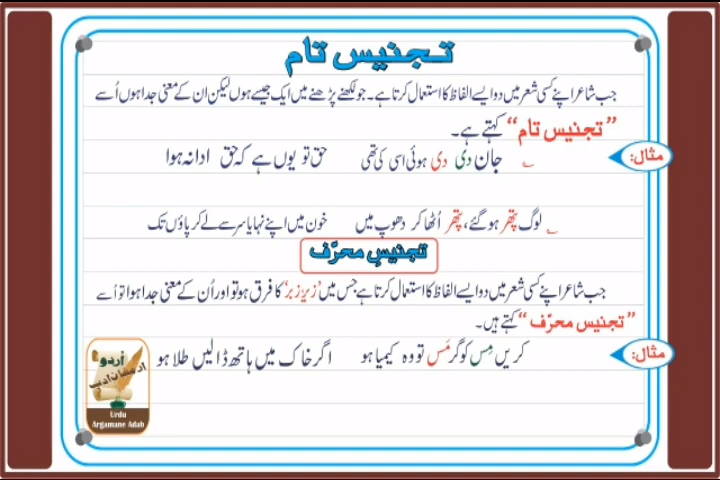 تجنیس تام
جب شاعر اپنے کسی شعر میں دو ایسے الفاظ کا استعمال کرتا ہے۔ جو لکھنے پڑھنے میں ایک جیسے ہوں لیکن ان کے معنی جدا ہوں اُسے
”تجنیس تام“ کہتے ہے۔
مثال: جان دی دی ہوئی اسی کی تھی حق تو یوں ہے کہ حق ادا نہ ہوا
لوگ پتھر ہو گئے، پتھر اُٹھا کر دھوپ میں خون میں اپنے نہایا سر سے لے کر پاؤں تک
تجنیسِ محرّف
جب شاعر اپنے کسی شعر میں دو ایسے الفاظ کا استعمال کرتا ہے جس میں ’زیر زبر‘ کا فرق ہو تو اور اُن کے معنی جدا ہوا تو اُسے
”تجنیس محرّف“ کہتے ہیں۔
مثال: کریں مِس کو گر مَس تو وہ کیمیا ہو اگر خاک میں ہاتھ ڈالیں طلا ہو
اُردو
ارمغان ادب
Urdu
Argamane Adab